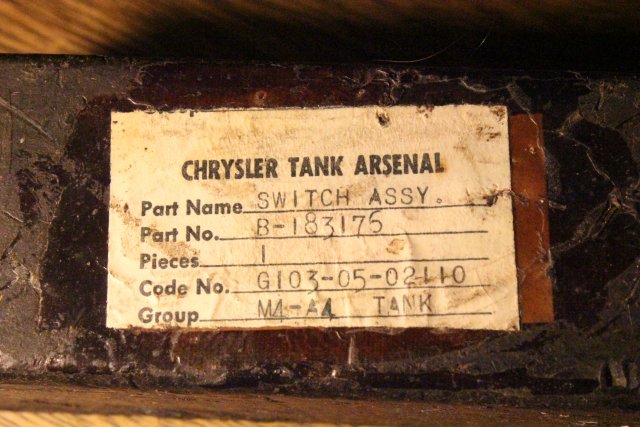 CHRYSLER TANK ARSENAL
Part Name SWITCH ASSY.
Part No. B-183175
Pieces 1
Code No. G103-05-02110
Group M4-A4 TANK